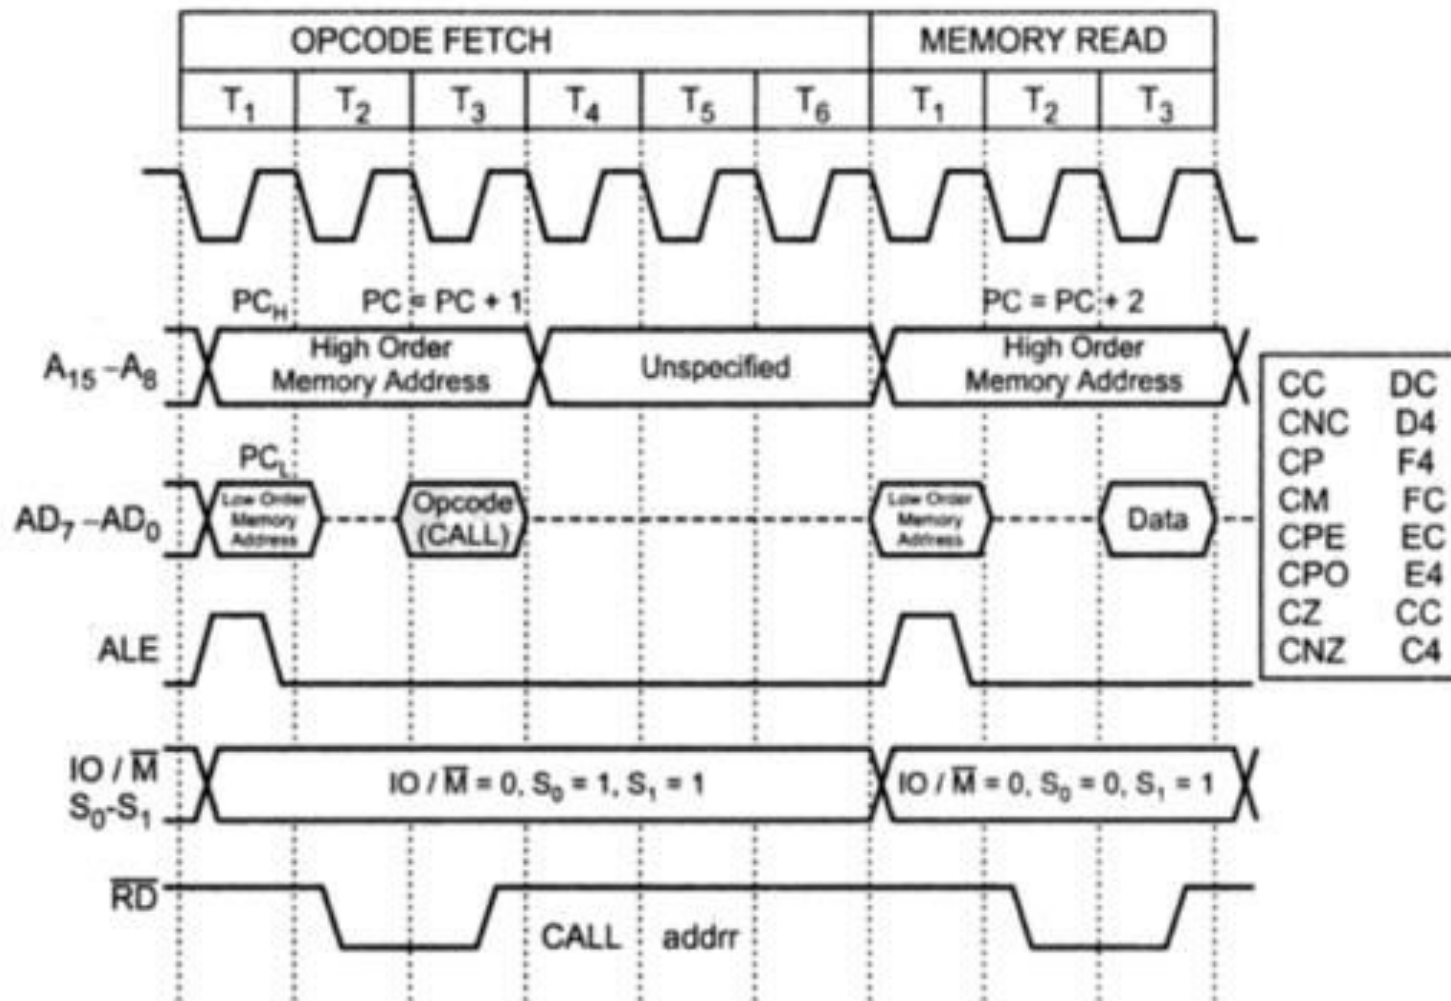 OPCODE FETCH MEMORY READ
T1 T2 T3 T4 T5 T6 T1 T2 T3
PCH PC = PC + 1 PC = PC + 2
A15 –A8
High Order
Memory Address
Unspecified
High Order
Memory Address
PCL
AD7 –AD0
Low Order
Memory
Address
Opcode
(CALL)
Low Order
Memory
Address
Data
CC DC
CNC D4
CP F4
CM FC
CPE EC
CPO E4
CZ CC
CNZ C4
ALE
IO / M̅
S0-S1
IO / M̅ = 0, S0 = 1, S1 = 1
IO / M̅ = 0, S0 = 0, S1 = 1
R̅D̅
CALL addrr